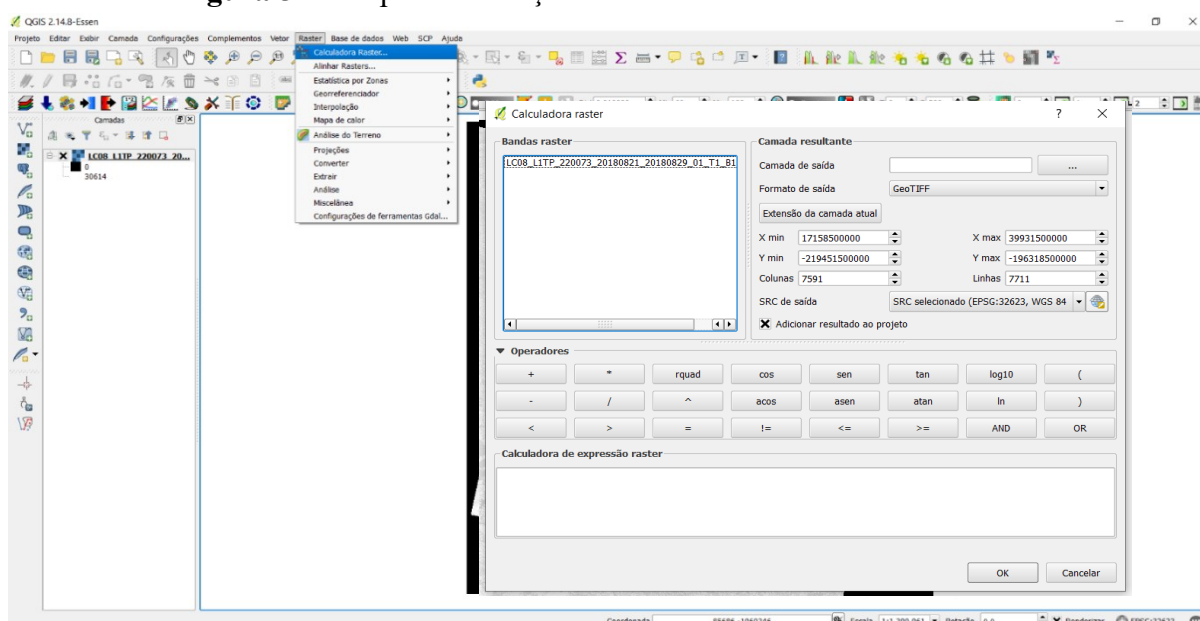 QGIS 2.14.8-Essen
Projeto Editar Exibir Camada Configurações Complementos Vetor Raster Base de dados Web SCP Ajuda
Calculadora Raster...
Alinhar Rasters...
Estatística por Zonas
Georreferenciador
Interpolação
Mapa de calor
Análise do Terreno
Projeções
Converter
Extrair
Análise
Miscelânea
Configurações de ferramentas Gdal...
Camadas
LC08_L1TP_220073_20...
0
30614
Calculadora raster
Bandas raster
LC08_L1TP_220073_20180821_20180829_01_T1_B1
Camada resultante
Camada de saída
...
Formato de saída GeoTIFF
Extensão da camada atual
X min 17158500000 X max 39931500000
Y min -219451500000 Y max -196318500000
Colunas 7591 Linhas 7711
SRC de saída SRC selecionado (EPSG:32623, WGS 84
Adicionar resultado ao projeto
Operadores
+ * rquad cos sen tan log10 (
- / ^ acos asen atan ln )
< > = != <= >= AND OR
Calculadora de expressão raster
OK Cancelar